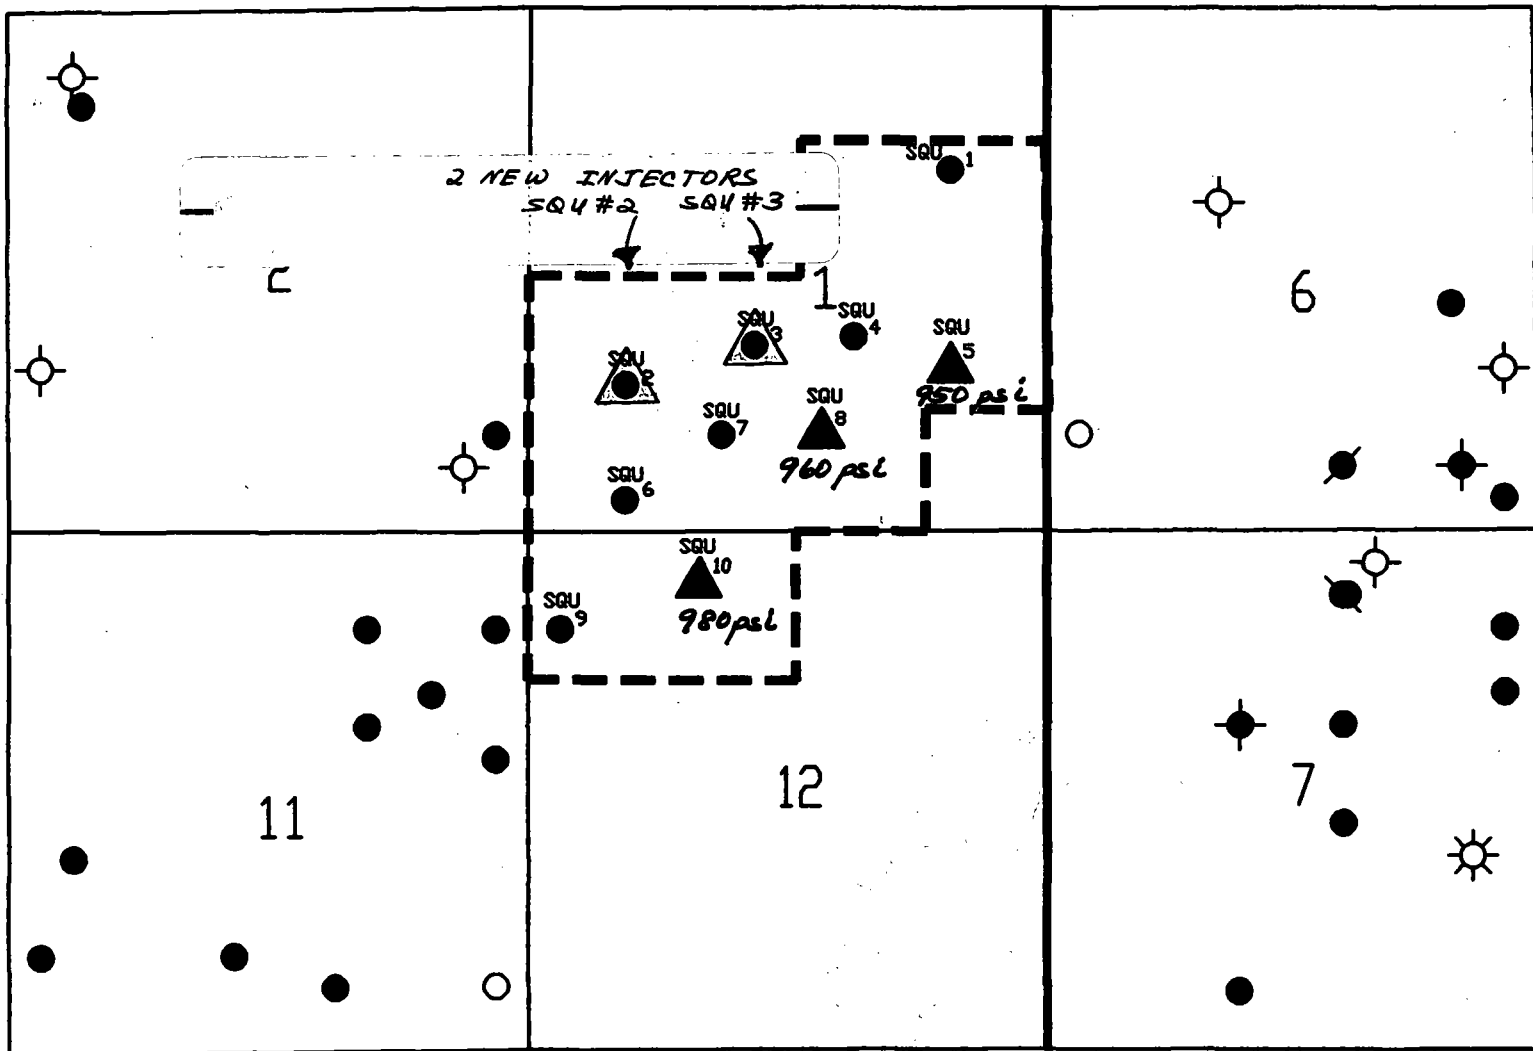 SQU 1
2 NEW INJECTORS
SQU #2 SQU #3
1
6
SQU 3
SQU 4
SQU 5
SQU 2
950 psi
SQU 7
SQU 8
960 psi
SQU 6
SQU 10
SQU 9
980 psi
12
7
11